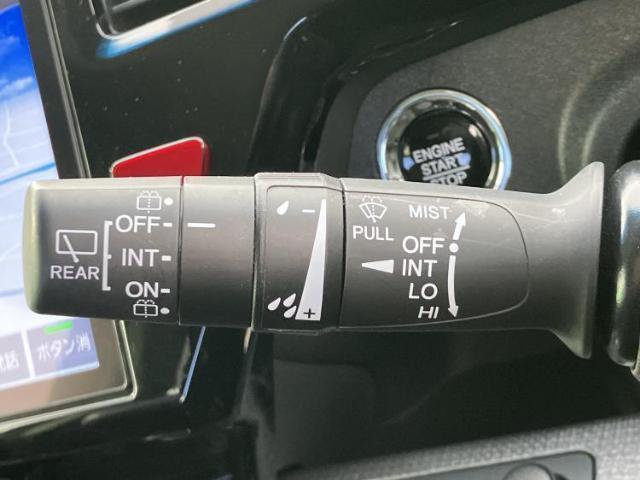 ENGINE
START
STOP
MIST
PULL
OFF
INT
LO
HI
−
+
OFF
INT
ON
REAR
ボタン消